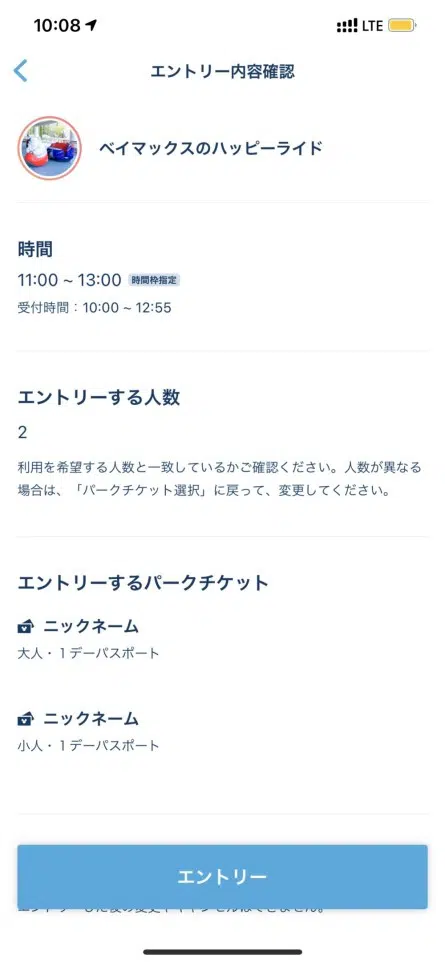 10:08
LTE
エントリー内容確認
ベイマックスのハッピーライド
時間
11:00 ~ 13:00 時間枠指定
受付時間：10:00 ~ 12:55
エントリーする人数
2
利用を希望する人数と一致しているかご確認ください。人数が異なる
場合は、「パークチケット選択」に戻って、変更してください。
エントリーするパークチケット
ニックネーム
大人・１デーパスポート
ニックネーム
小人・１デーパスポート
エントリー